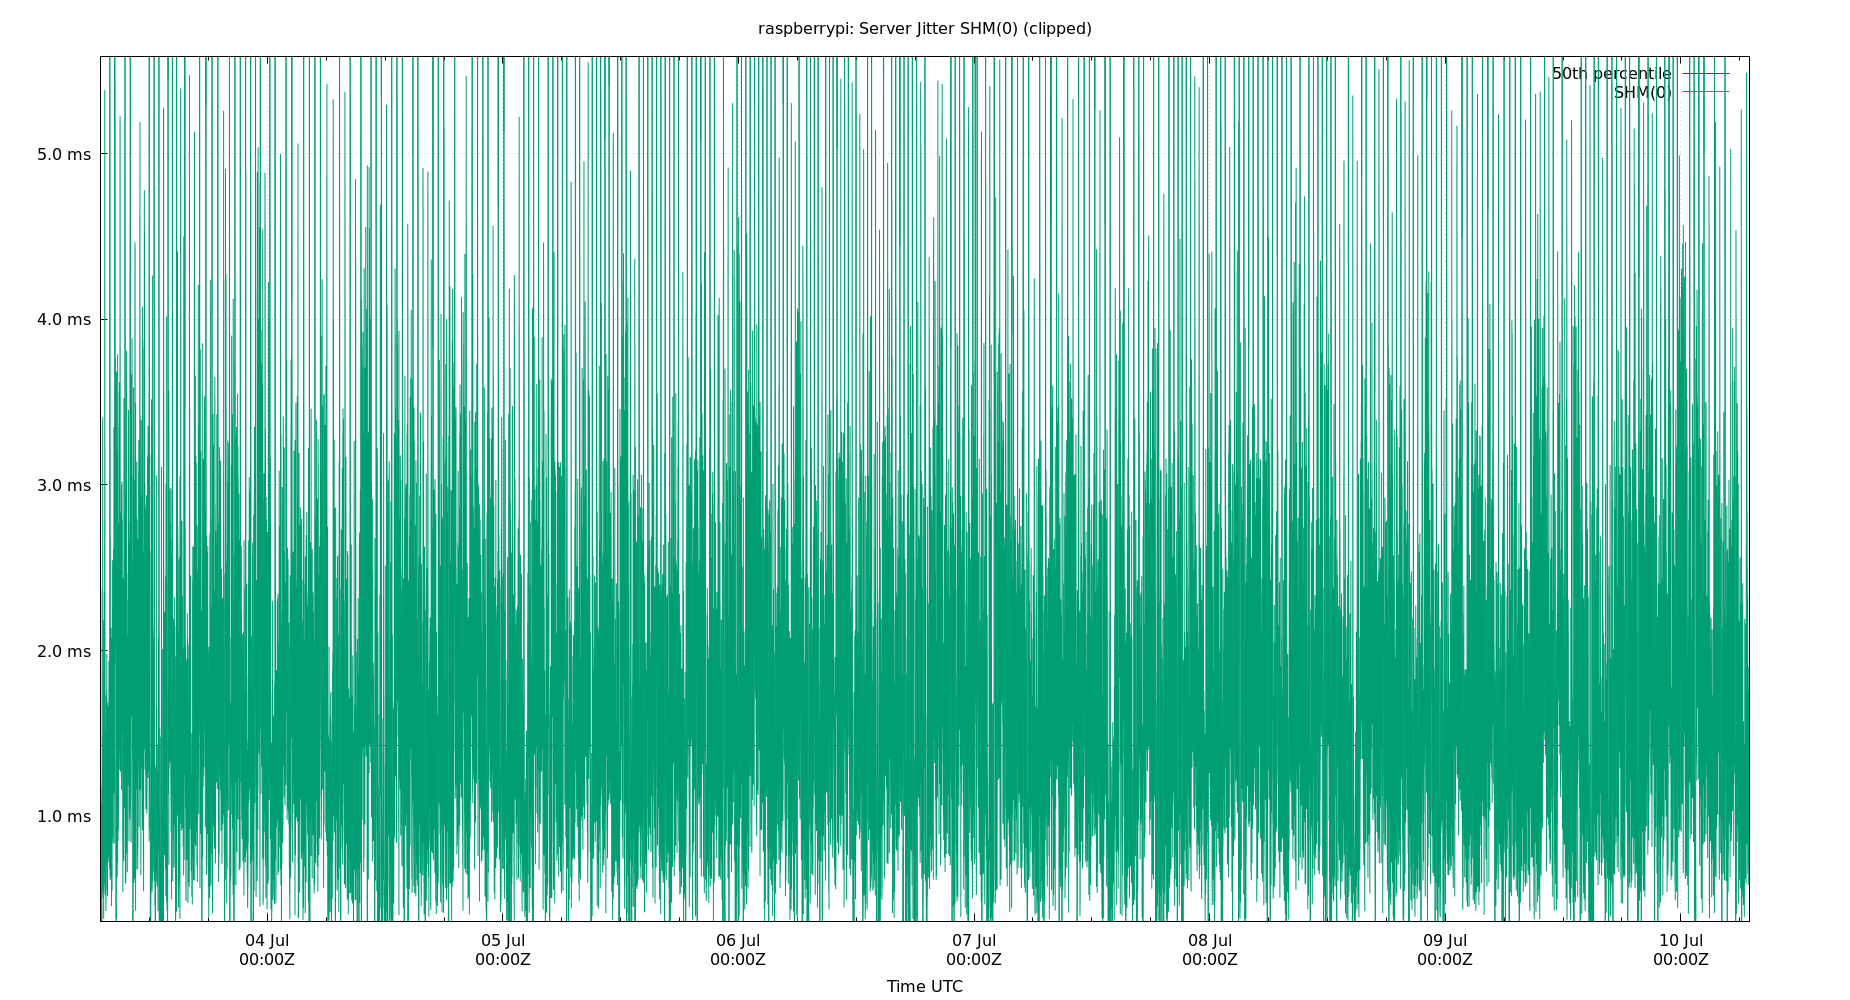 raspberrypi: Server Jitter SHM(0) (clipped)
50th percentile
SHM(0)
5.0 ms
4.0 ms
3.0 ms
2.0 ms
1.0 ms
04 Jul 05 Jul 06 Jul 07 Jul 08 Jul 09 Jul 10 Jul
00:00Z 00:00Z 00:00Z 00:00Z 00:00Z 00:00Z 00:00Z
Time UTC